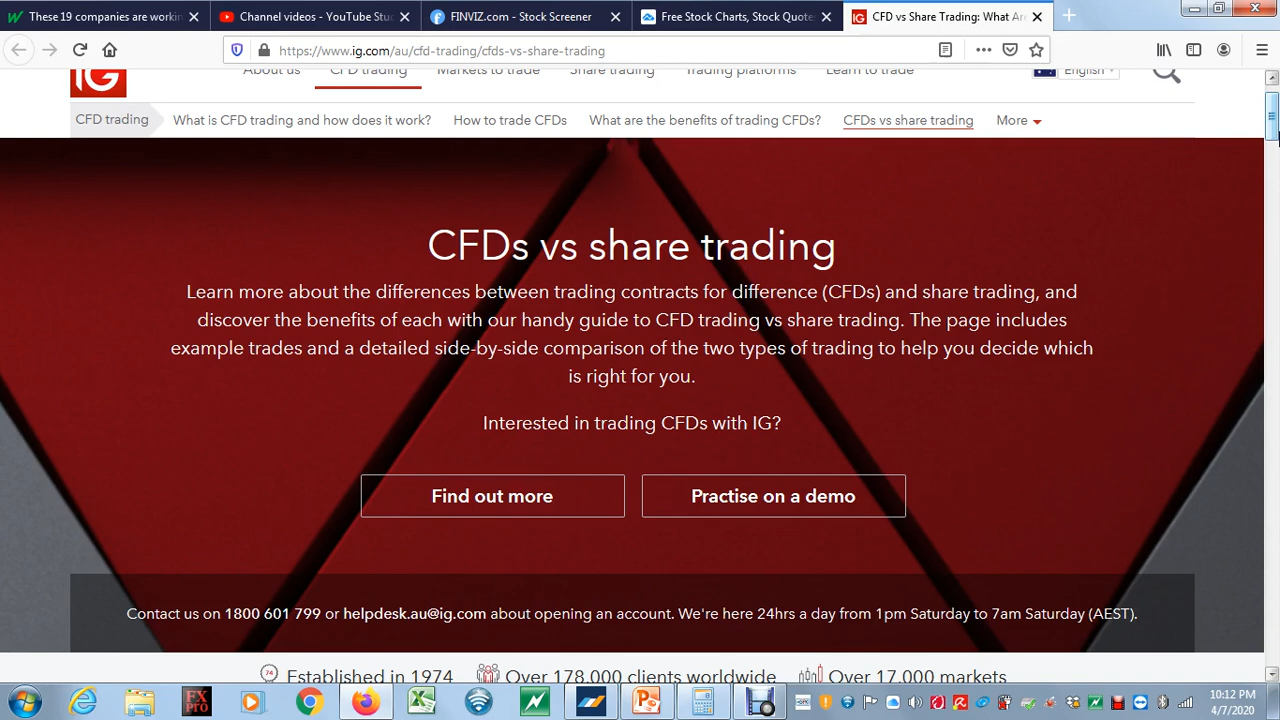 These 19 companies are workin
Channel videos - YouTube Stu
FINVIZ.com - Stock Screener
Free Stock Charts, Stock Quote
CFD vs Share Trading: What Ar
https://www.ig.com/au/cfd-trading/cfds-vs-share-trading
IG
About us
CFD trading
Markets to trade
Share trading
Trading platforms
Learn to trade
English
CFD trading
What is CFD trading and how does it work?
How to trade CFDs
What are the benefits of trading CFDs?
CFDs vs share trading
More
CFDs vs share trading
Learn more about the differences between trading contracts for difference (CFDs) and share trading, and
discover the benefits of each with our handy guide to CFD trading vs share trading. The page includes
example trades and a detailed side-by-side comparison of the two types of trading to help you decide which
is right for you.
Interested in trading CFDs with IG?
Find out more
Practise on a demo
Contact us on 1800 601 799 or helpdesk.au@ig.com about opening an account. We're here 24hrs a day from 1pm Saturday to 7am Saturday (AEST).
Established in 1974
Over 178,000 clients worldwide
Over 17,000 markets
FX
Pro
10:12 PM
4/7/2020